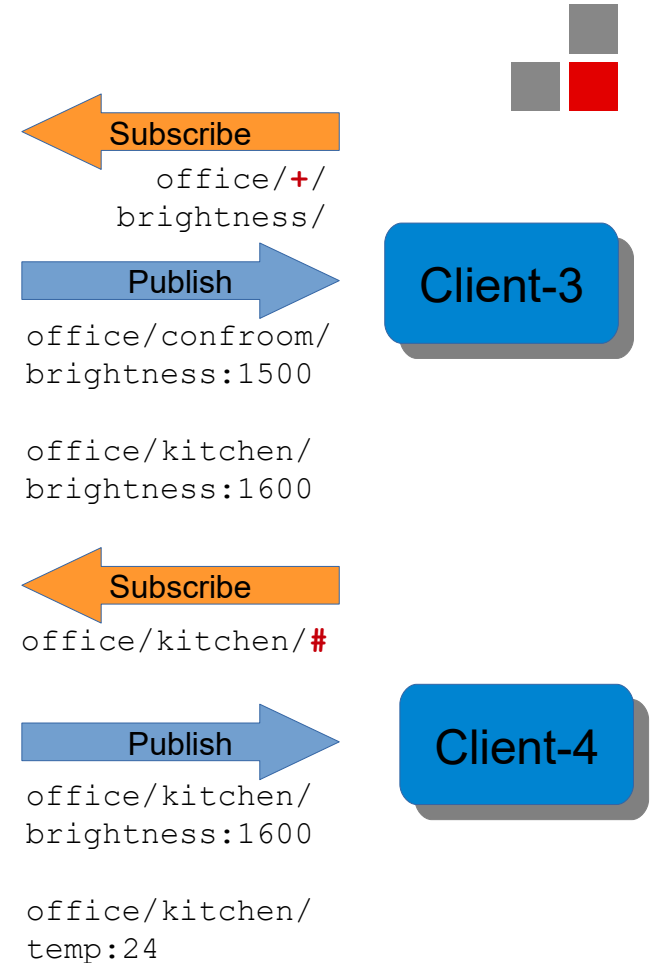 Subscribe
office/+/
brightness/
Publish
Client-3
office/confroom/
brightness:1500
office/kitchen/
brightness:1600
Subscribe
office/kitchen/#
Publish
Client-4
office/kitchen/
brightness:1600
office/kitchen/
temp:24